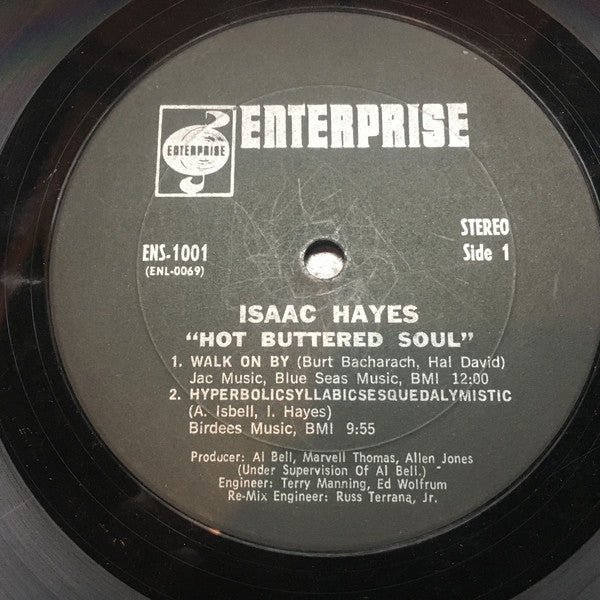 ENTERPRISE
ENTERPRISE
ENS-1001
(ENL-0069)
STEREO
Side 1
ISAAC HAYES
"HOT BUTTERED SOUL"
1. WALK ON BY (Burt Bacharach, Hal David)
Jac Music, Blue Seas Music, BMI 12:00
2. HYPERBOLICSYLLABICSESQUEDALYMISTIC
(A. Isbell, I. Hayes)
Birdees Music, BMI 9:55
Producer: Al Bell, Marvell Thomas, Allen Jones
(Under Supervision Of Al Bell.)
Engineer: Terry Manning, Ed Wolfrum
Re-Mix Engineer: Russ Terrana, Jr.